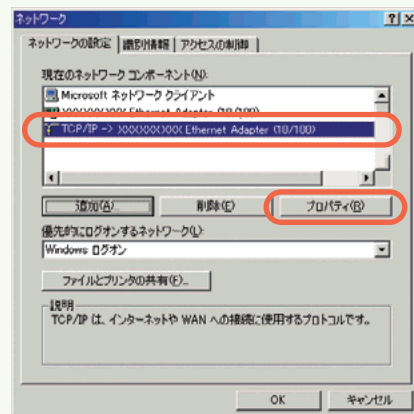 ネットワーク
ネットワークの設定 識別情報 アクセスの制御
現在のネットワーク コンポーネント(N):
Microsoft ネットワーク クライアント
XXXXXXXXX Ethernet Adapter (10/100)
TCP/IP -> XXXXXXXXX Ethernet Adapter (10/100)
追加(A)... 削除(E) プロパティ(R)
優先的にログオンするネットワーク(L):
Windows ログオン
ファイルとプリンタの共有(F)...
説明
TCP/IP は、インターネットや WAN への接続に使用するプロトコルです。
OK キャンセル